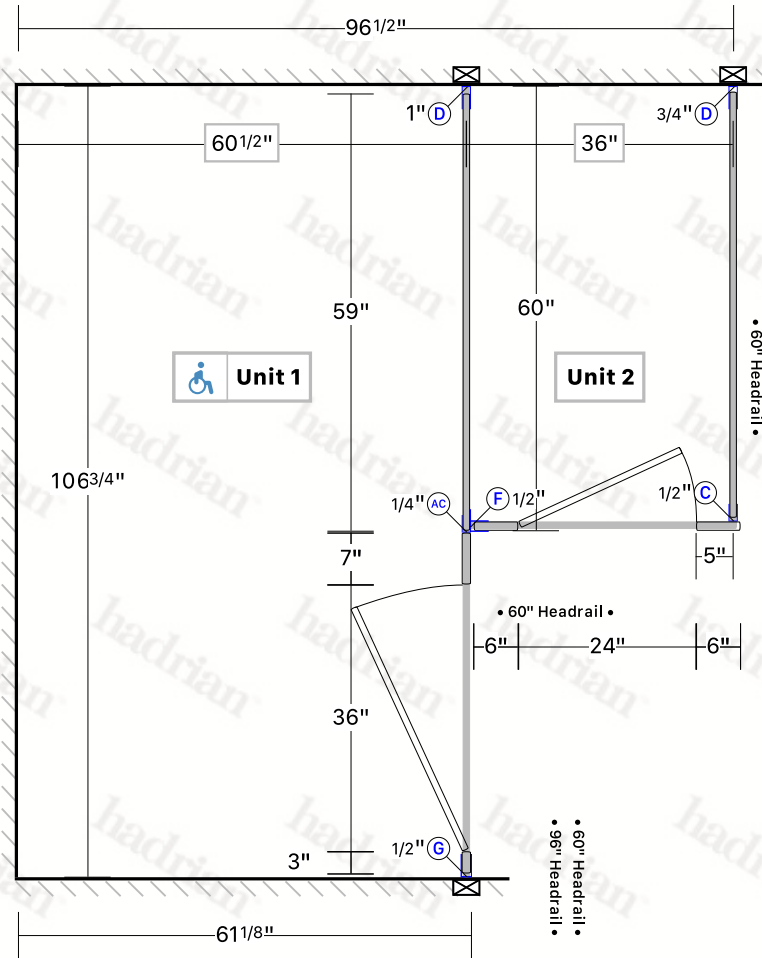 96 1/2"
1" D
3/4" D
60 1/2"
36"
59"
60"
• 60" Headrail •
Unit 1
Unit 2
106 3/4"
1/4" AC
F 1/2"
1/2" C
7"
5"
• 60" Headrail •
6"
24"
6"
36"
1/2" G
3"
• 96" Headrail •
• 60" Headrail •
61 1/8"
hadrian